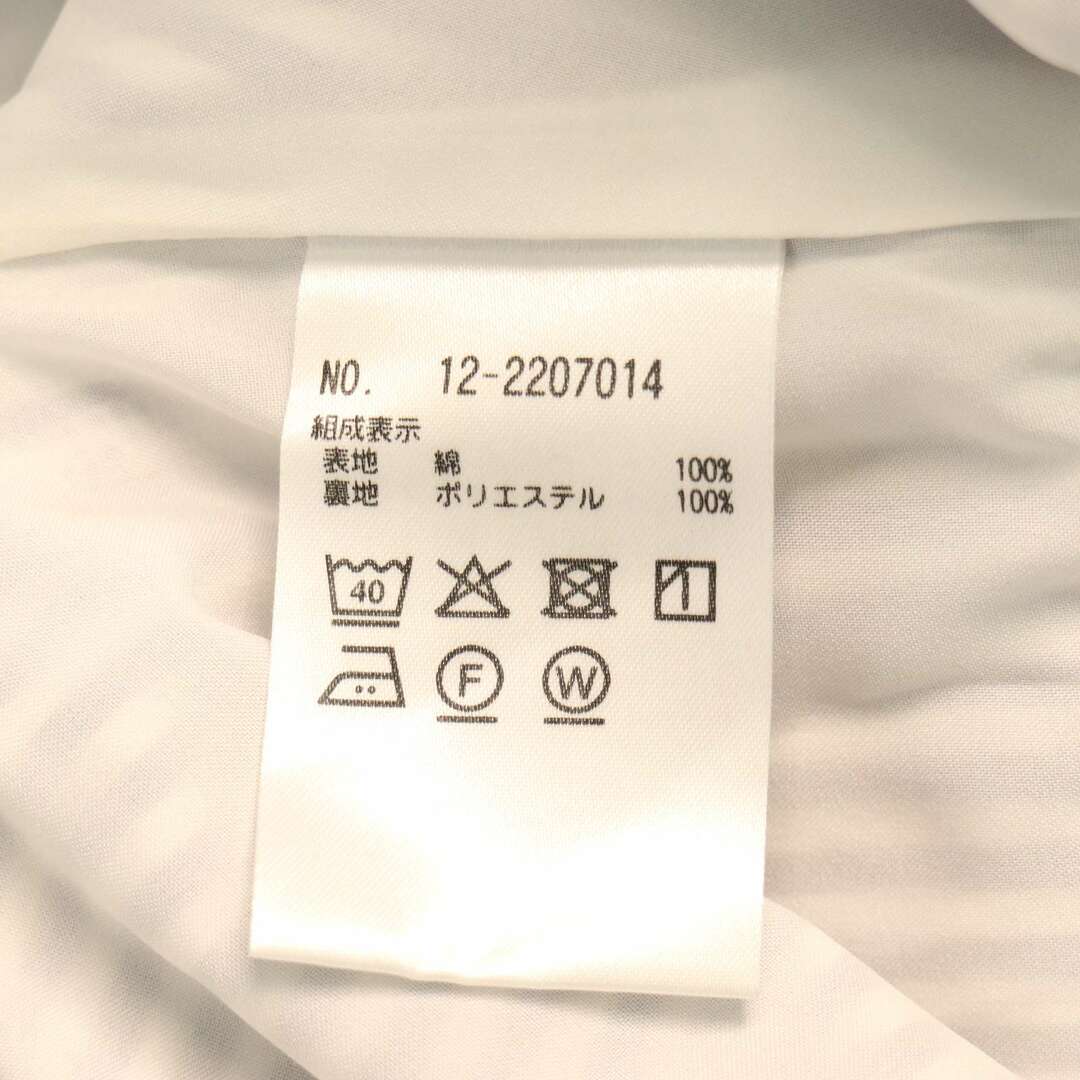 NO. 12-2207014
組成表示
表地 綿 100%
裏地 ポリエステル 100%
40
F W